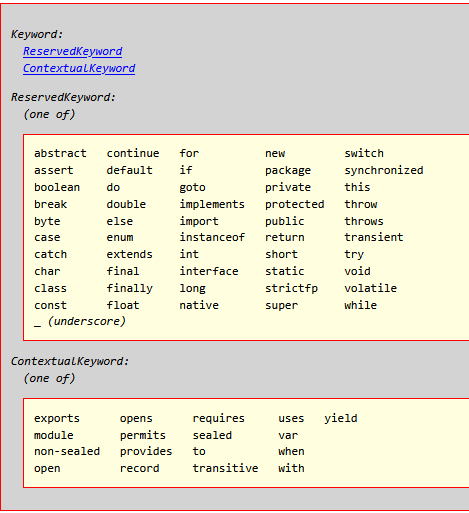 Keyword:
ReservedKeyword
ContextualKeyword
ReservedKeyword:
(one of)
abstract continue for new switch
assert default if package synchronized
boolean do goto private this
break double implements protected throw
byte else import public throws
case enum instanceof return transient
catch extends int short try
char final interface static void
class finally long strictfp volatile
const float native super while
_ (underscore)
ContextualKeyword:
(one of)
exports opens requires uses yield
module permits sealed var
non-sealed provides to when
open record transitive with